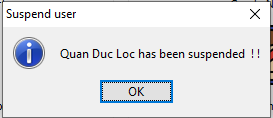 Suspend user
Quan Duc Loc has been suspended !!
OK